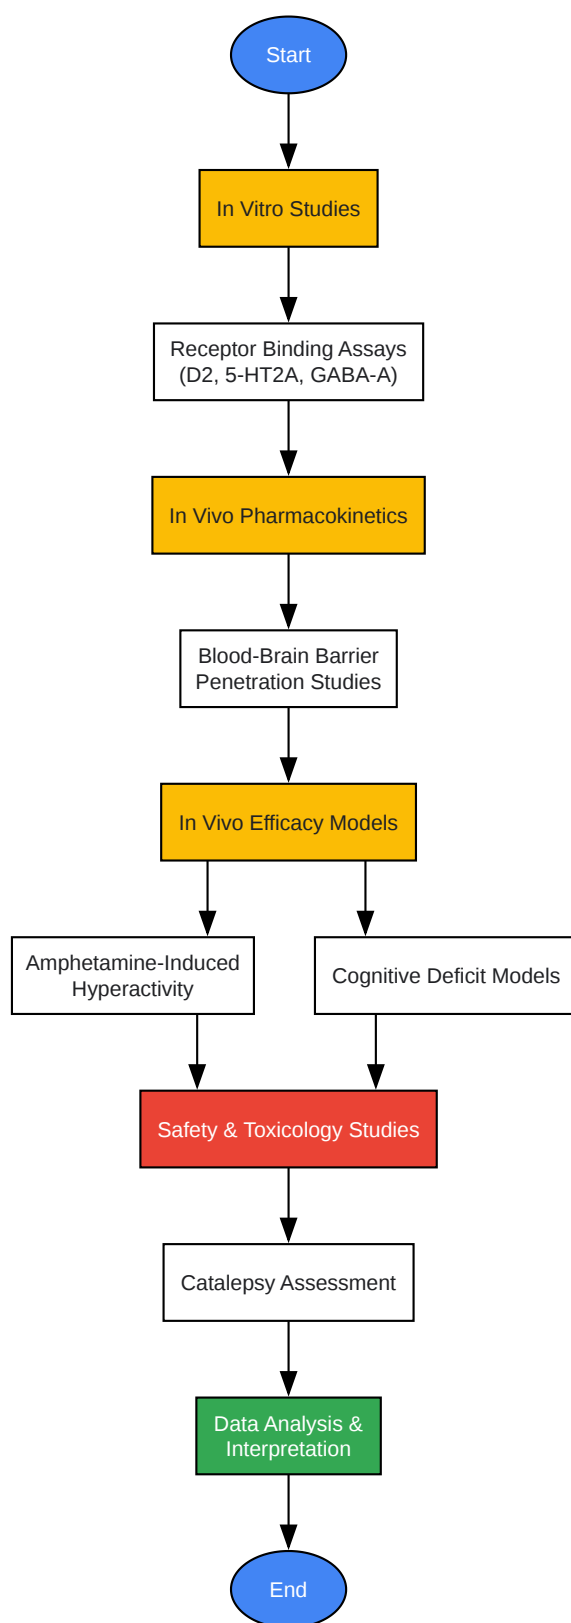 Start
In Vitro Studies
Receptor Binding Assays
(D2, 5-HT2A, GABA-A)
In Vivo Pharmacokinetics
Blood-Brain Barrier
Penetration Studies
In Vivo Efficacy Models
Amphetamine-Induced
Hyperactivity
Cognitive Deficit Models
Safety & Toxicology Studies
Catalepsy Assessment
Data Analysis &
Interpretation
End